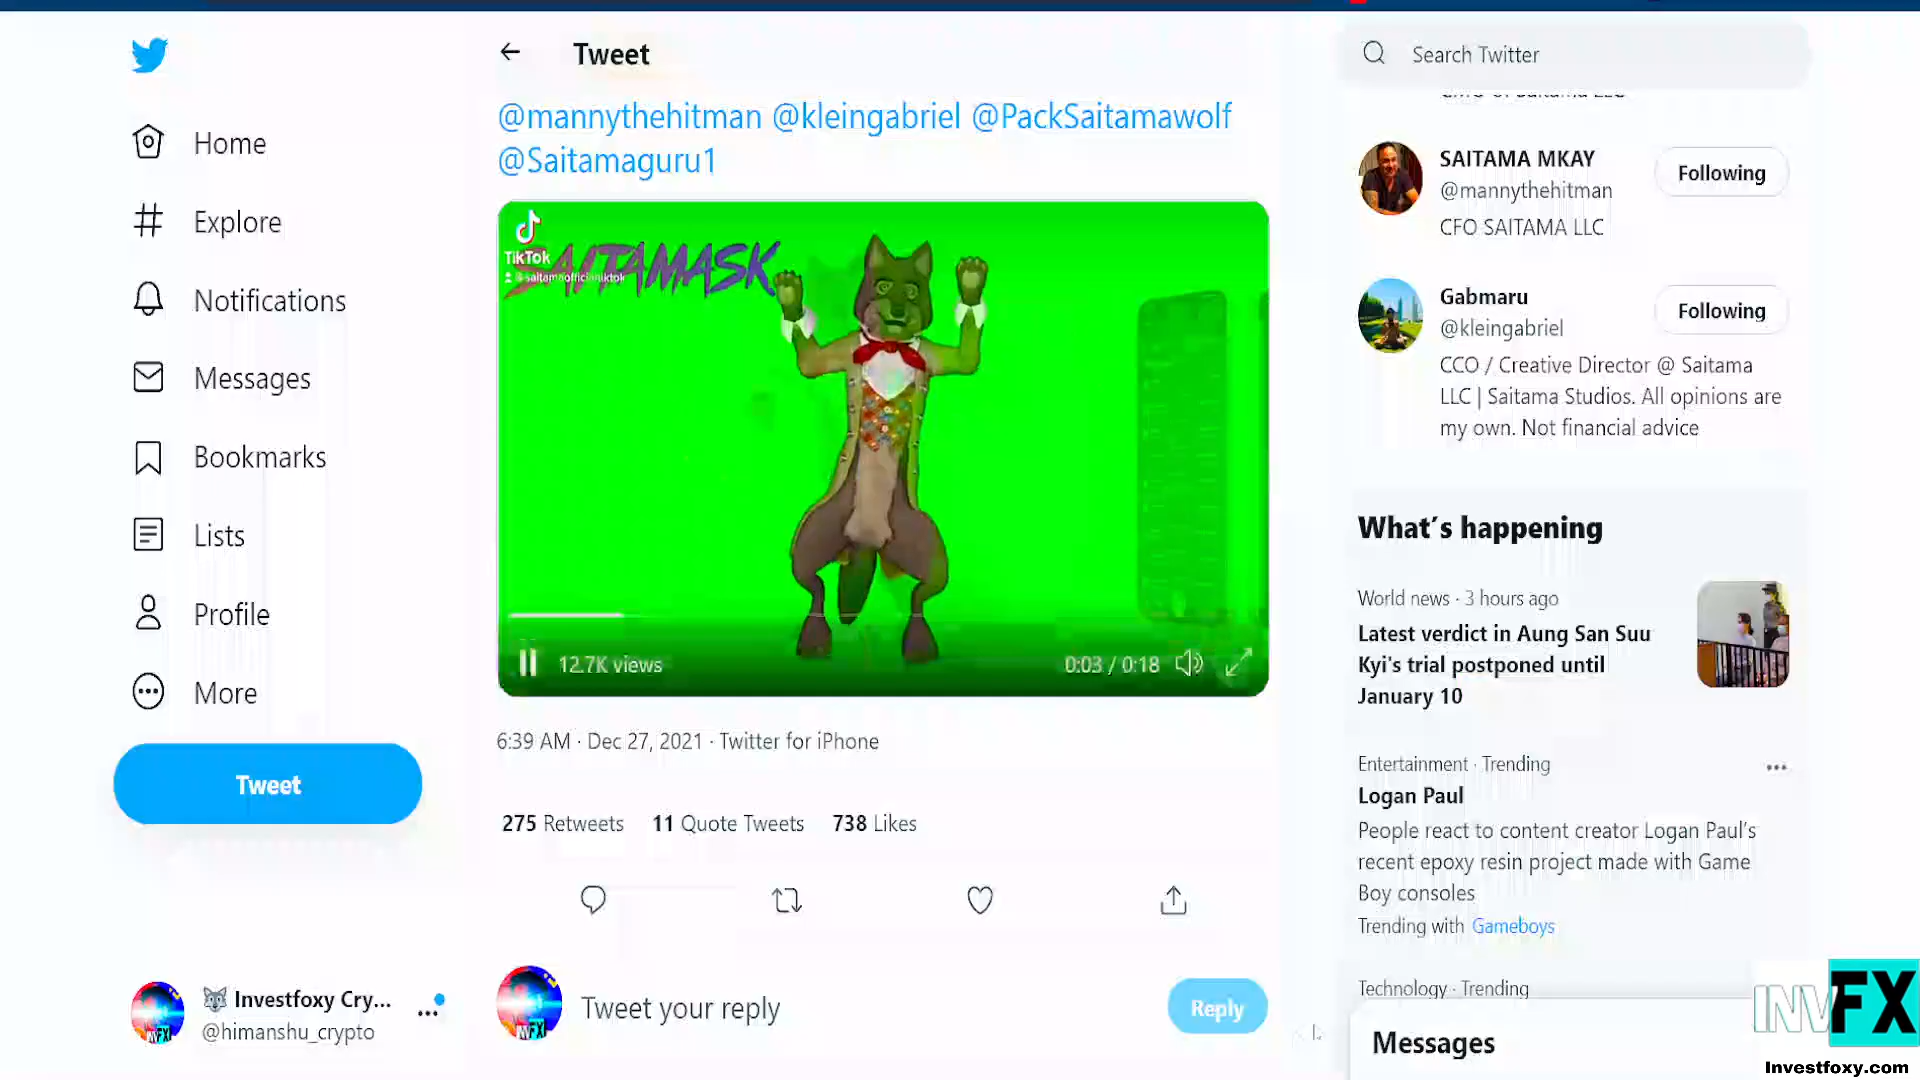 Tweet
Search Twitter
Home
Explore
Notifications
Messages
Bookmarks
Lists
Profile
More
Tweet
Investfoxy Cry...
@himanshu_crypto
@mannythehitman @kleingabriel @PackSaitamawolf
@Saitamaguru1
TikTok
SAITAMASK
12.7K views
0:03 / 0:18
6:39 AM · Dec 27, 2021 · Twitter for iPhone
275 Retweets 11 Quote Tweets 738 Likes
Tweet your reply
Reply
SAITAMA MKAY
@mannythehitman
Following
CFO SAITAMA LLC
Gabmaru
@kleingabriel
Following
CCO / Creative Director @ Saitama
LLC | Saitama Studios. All opinions are
my own. Not financial advice
What's happening
World news · 3 hours ago
Latest verdict in Aung San Suu
Kyi's trial postponed until
January 10
Entertainment · Trending
Logan Paul
People react to content creator Logan Paul's
recent epoxy resin project made with Game
Boy consoles
Trending with Gameboys
Technology · Trending
Messages
INVFX
Investfoxy.com